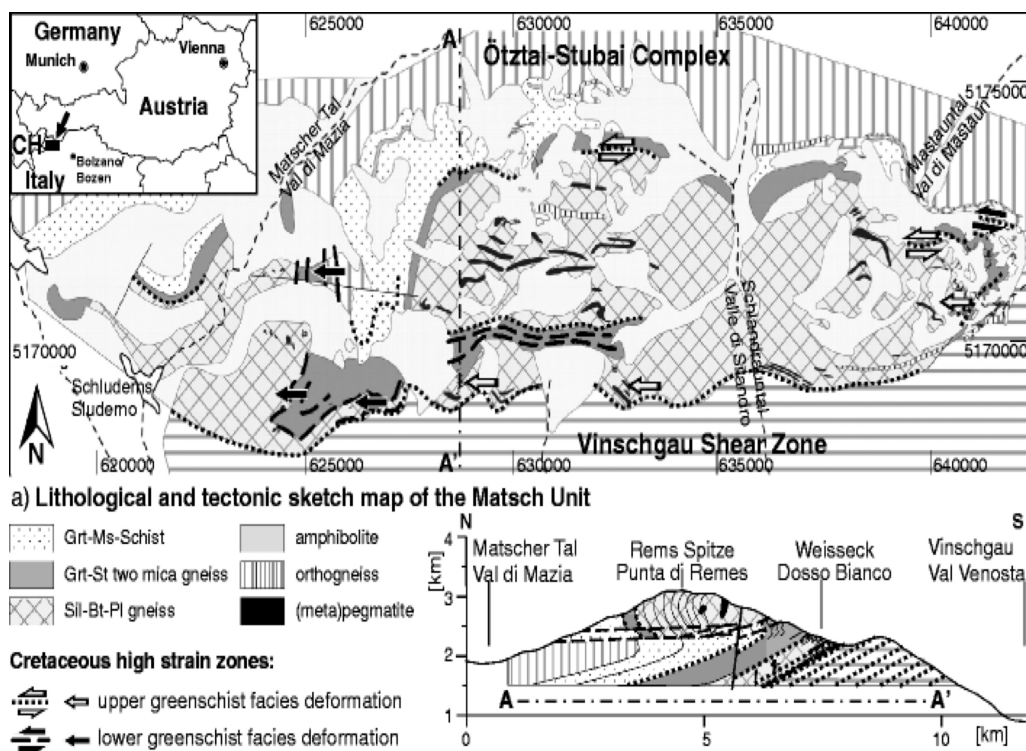 625000
630000
635000
640000
Germany
Munich
Vienna
Austria
CH
Bolzano/
Bozen
Italy
A
Ötztal-Stubai Complex
5175000
Matscher Tal
Val di Mazia
Mastauntal
Val di Mastaun
Schlandrauntal
Valle di Silandro
5170000
5170000
Schluderns
Sluderno
N
Vinschgau Shear Zone
620000
625000
A'
630000
635000
640000
a) Lithological and tectonic sketch map of the Matsch Unit
Grt-Ms-Schist
amphibolite
Grt-St two mica gneiss
orthogneiss
Sil-Bt-Pl gneiss
(meta)pegmatite
Cretaceous high strain zones:
upper greenschist facies deformation
lower greenschist facies deformation
N
S
4
[km]
3
2
1
Matscher Tal
Val di Mazia
Rems Spitze
Punta di Remes
Weisseck
Dosso Bianco
Vinschgau
Val Venosta
A
A'
0
5
10
[km]